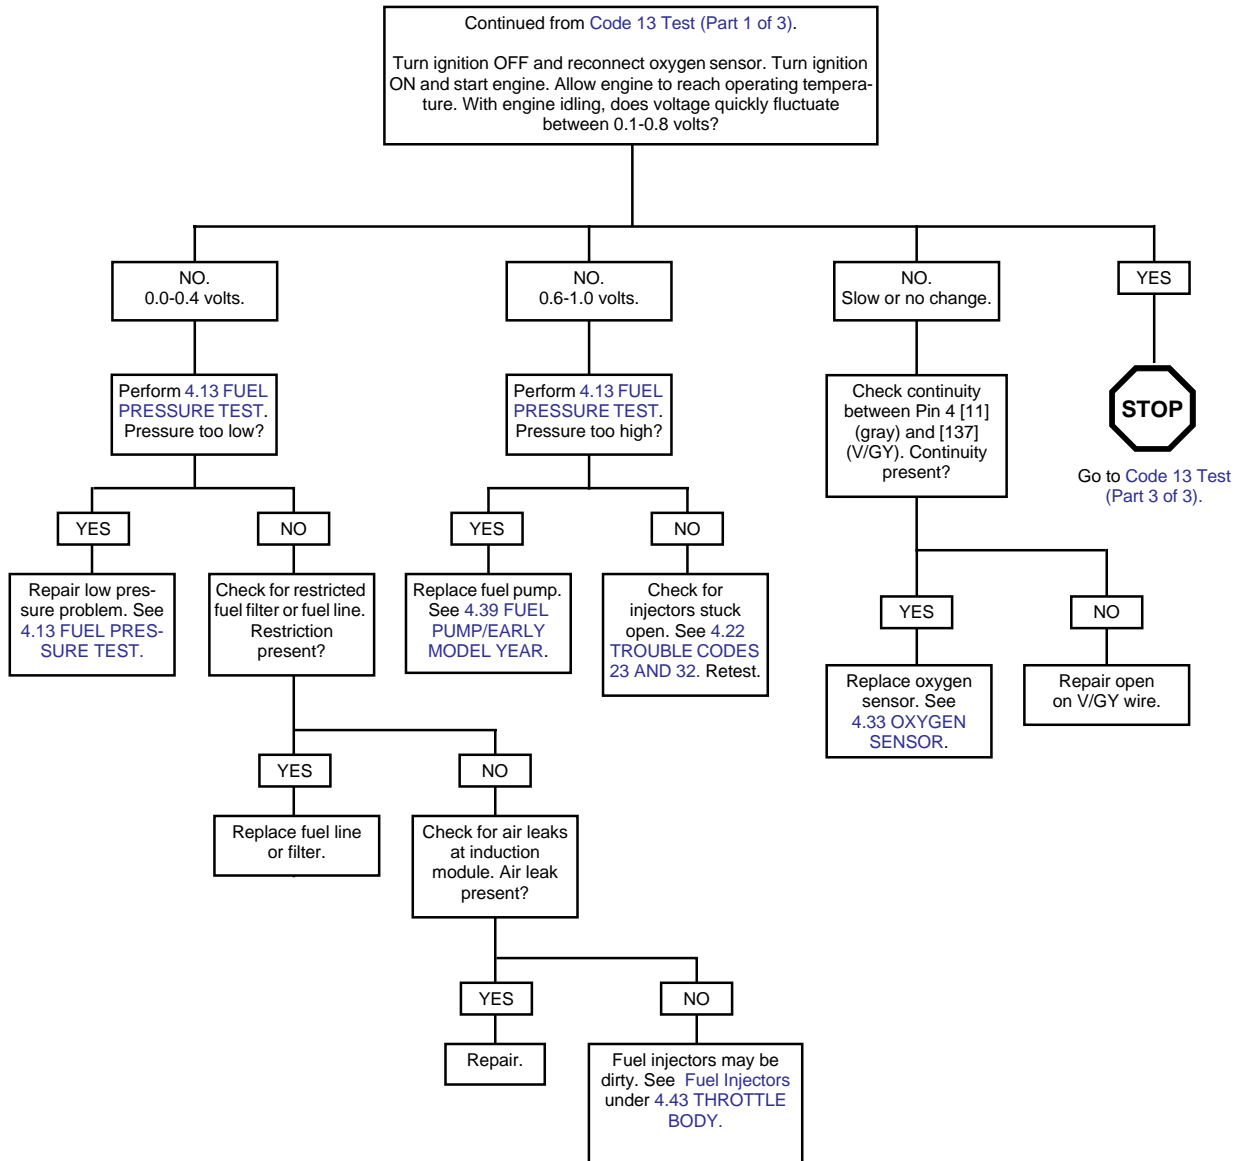 Continued from Code 13 Test (Part 1 of 3).
Turn ignition OFF and reconnect oxygen sensor. Turn ignition
ON and start engine. Allow engine to reach operating tempera-
ture. With engine idling, does voltage quickly fluctuate
between 0.1-0.8 volts?
NO.
0.0-0.4 volts.
NO.
0.6-1.0 volts.
NO.
Slow or no change.
YES
Perform 4.13 FUEL
PRESSURE TEST.
Pressure too low?
Perform 4.13 FUEL
PRESSURE TEST.
Pressure too high?
Check continuity
between Pin 4 [11]
(gray) and [137]
(V/GY). Continuity
present?
STOP
Go to Code 13 Test
(Part 3 of 3).
YES
NO
YES
NO
Repair low pres-
sure problem. See
4.13 FUEL PRES-
SURE TEST.
Check for restricted
fuel filter or fuel line.
Restriction
present?
Replace fuel pump.
See 4.39 FUEL
PUMP/EARLY
MODEL YEAR.
Check for
injectors stuck
open. See 4.22
TROUBLE CODES
23 AND 32. Retest.
YES
NO
Replace oxygen
sensor. See
4.33 OXYGEN
SENSOR.
Repair open
on V/GY wire.
YES
NO
Replace fuel line
or filter.
Check for air leaks
at induction
module. Air leak
present?
YES
NO
Repair.
Fuel injectors may be
dirty. See Fuel Injectors
under 4.43 THROTTLE
BODY.